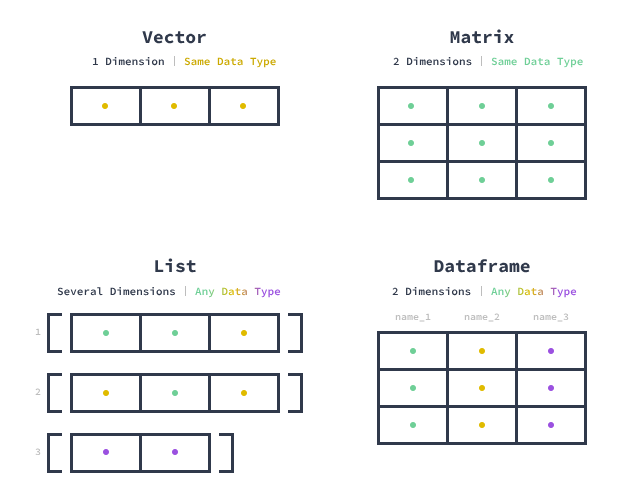 Vector
1 Dimension | Same Data Type
Matrix
2 Dimensions | Same Data Type
List
Several Dimensions | Any Data Type
1
2
3
Dataframe
2 Dimensions | Any Data Type
name_1 name_2 name_3